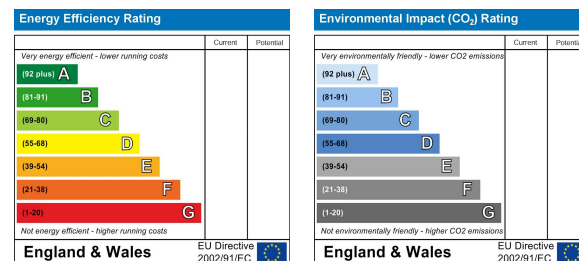 Energy Efficiency Rating
Current Potential
Very energy efficient - lower running costs
(92 plus) A
(81-91) B
(69-80) C
(55-68) D
(39-54) E
(21-38) F
(1-20) G
Not energy efficient - higher running costs
England & Wales
EU Directive
2002/91/EC
Environmental Impact (CO₂) Rating
Current Potentia
Very environmentally friendly - lower CO2 emissions
(92 plus) A
(81-91) B
(69-80) C
(55-68) D
(39-54) E
(21-38) F
(1-20) G
Not environmentally friendly - higher CO2 emissions
England & Wales
EU Directive
2002/91/EC